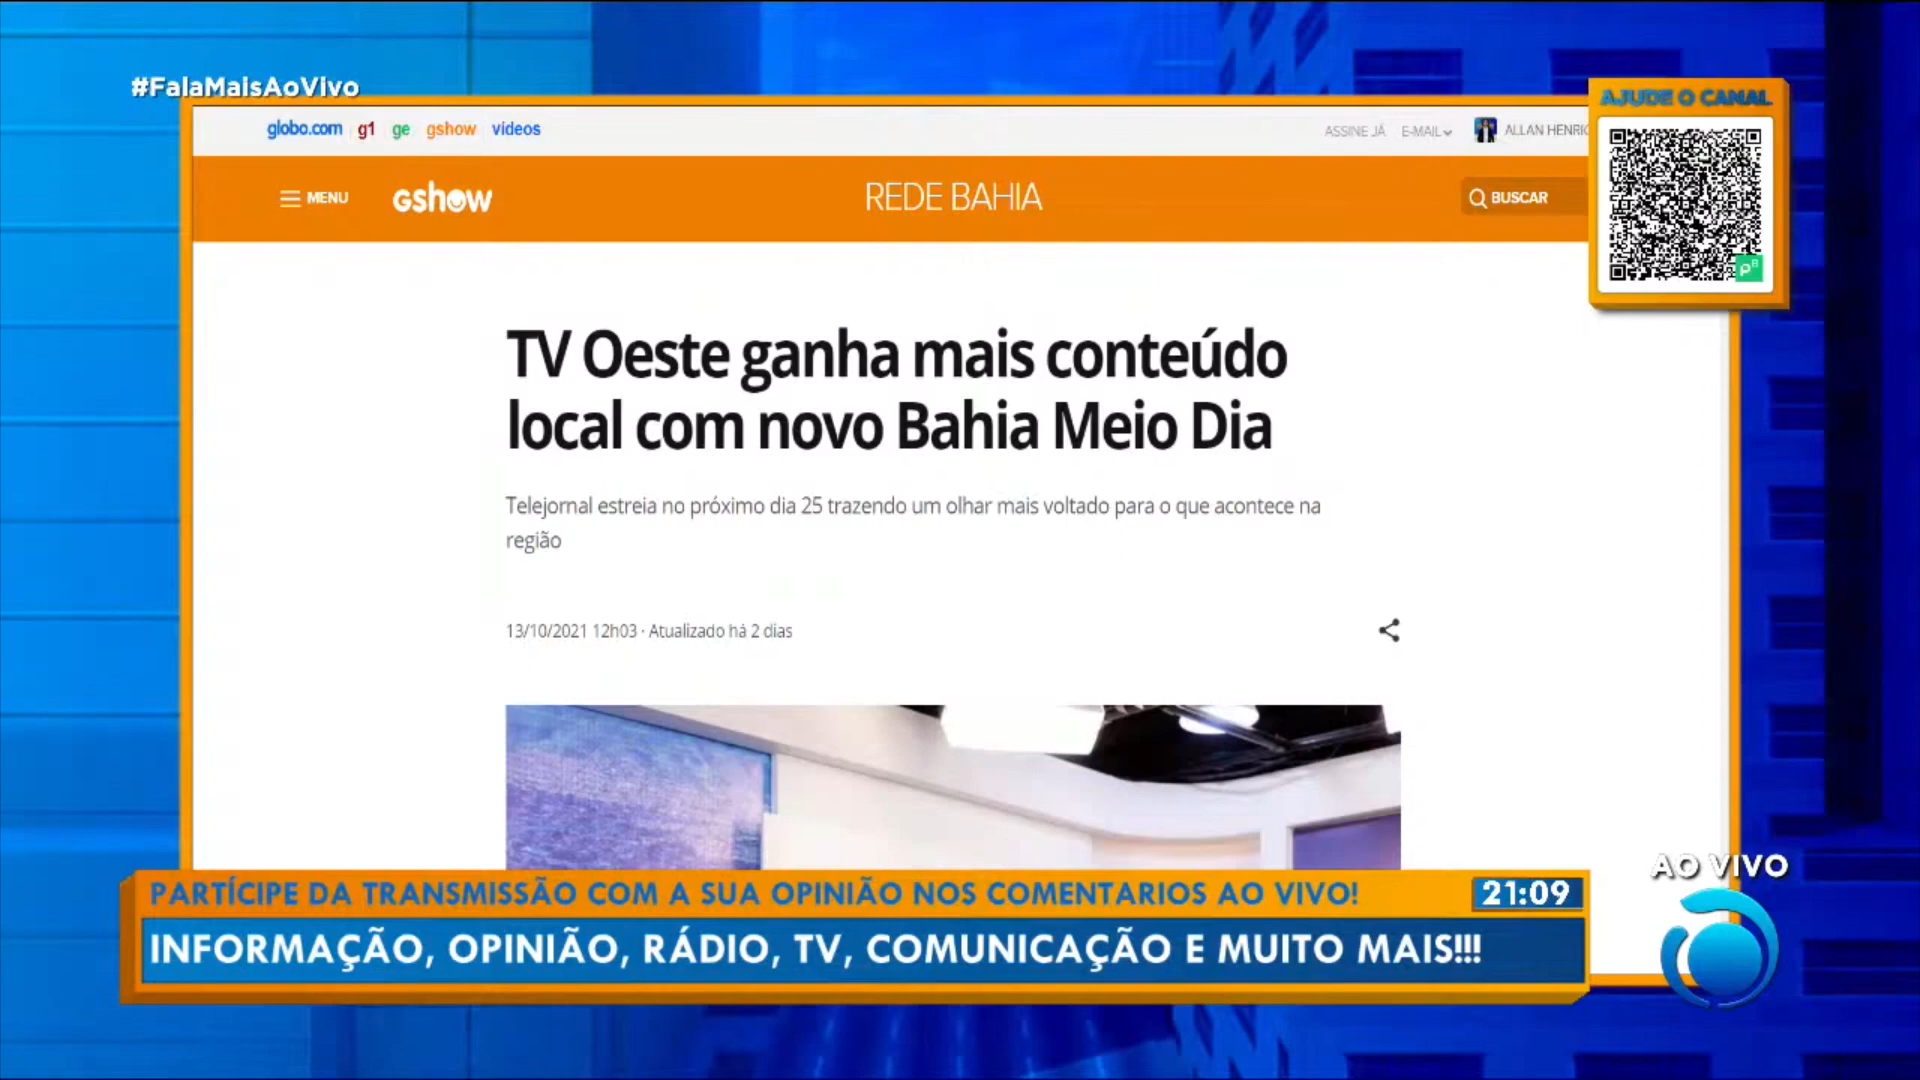 #FalaMaisAoVivo
AJUDE O CANAL
globo.com g1 ge gshow vídeos
ASSINE JÁ E-MAIL ALLAN HENRIC
MENU gshow REDE BAHIA BUSCAR
TV Oeste ganha mais conteúdo
local com novo Bahia Meio Dia
Telejornal estreia no próximo dia 25 trazendo um olhar mais voltado para o que acontece na
região
13/10/2021 12h03 · Atualizado há 2 dias
AO VIVO
PARTÍCIPE DA TRANSMISSÃO COM A SUA OPINIÃO NOS COMENTARIOS AO VIVO! 21:09
INFORMAÇÃO, OPINIÃO, RÁDIO, TV, COMUNICAÇÃO E MUITO MAIS!!!